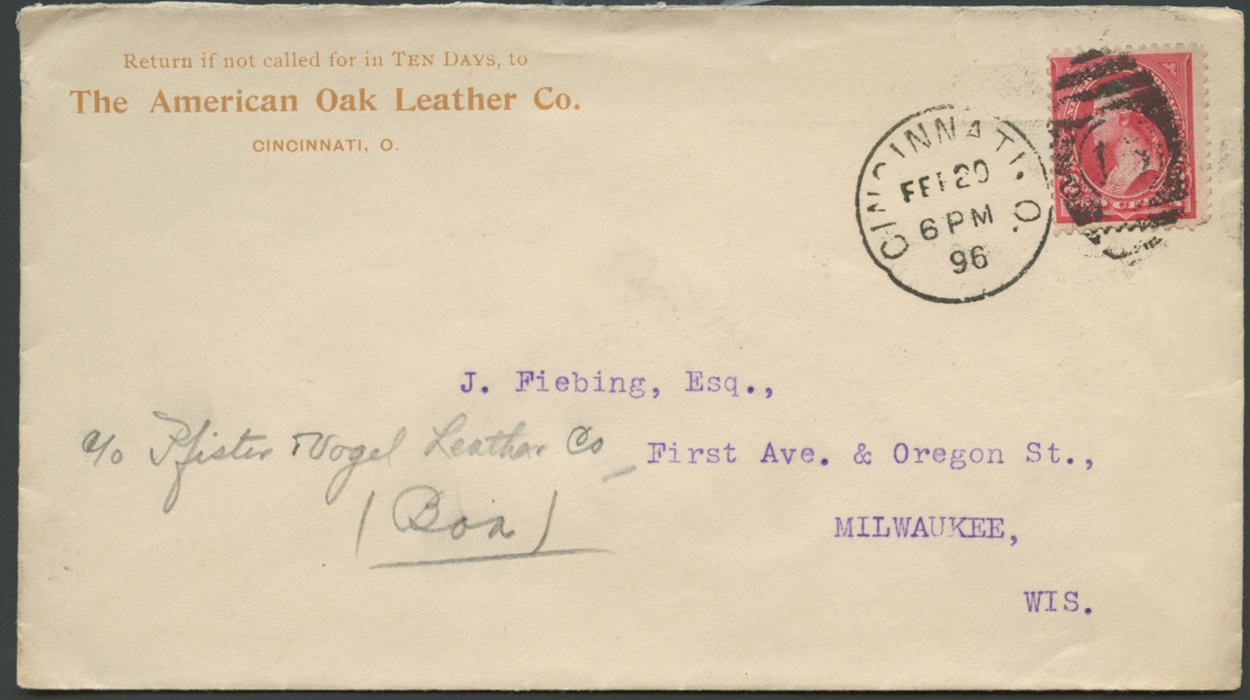 Return if not called for in TEN DAYS, to
The American Oak Leather Co.
CINCINNATI, O.
CINCINNATI. O.
FEB 20
6 PM
96
J. Fiebing, Esq.,
c/o Pfister & Vogel Leather Co
First Ave. & Oregon St.,
(Box)
MILWAUKEE,
WIS.